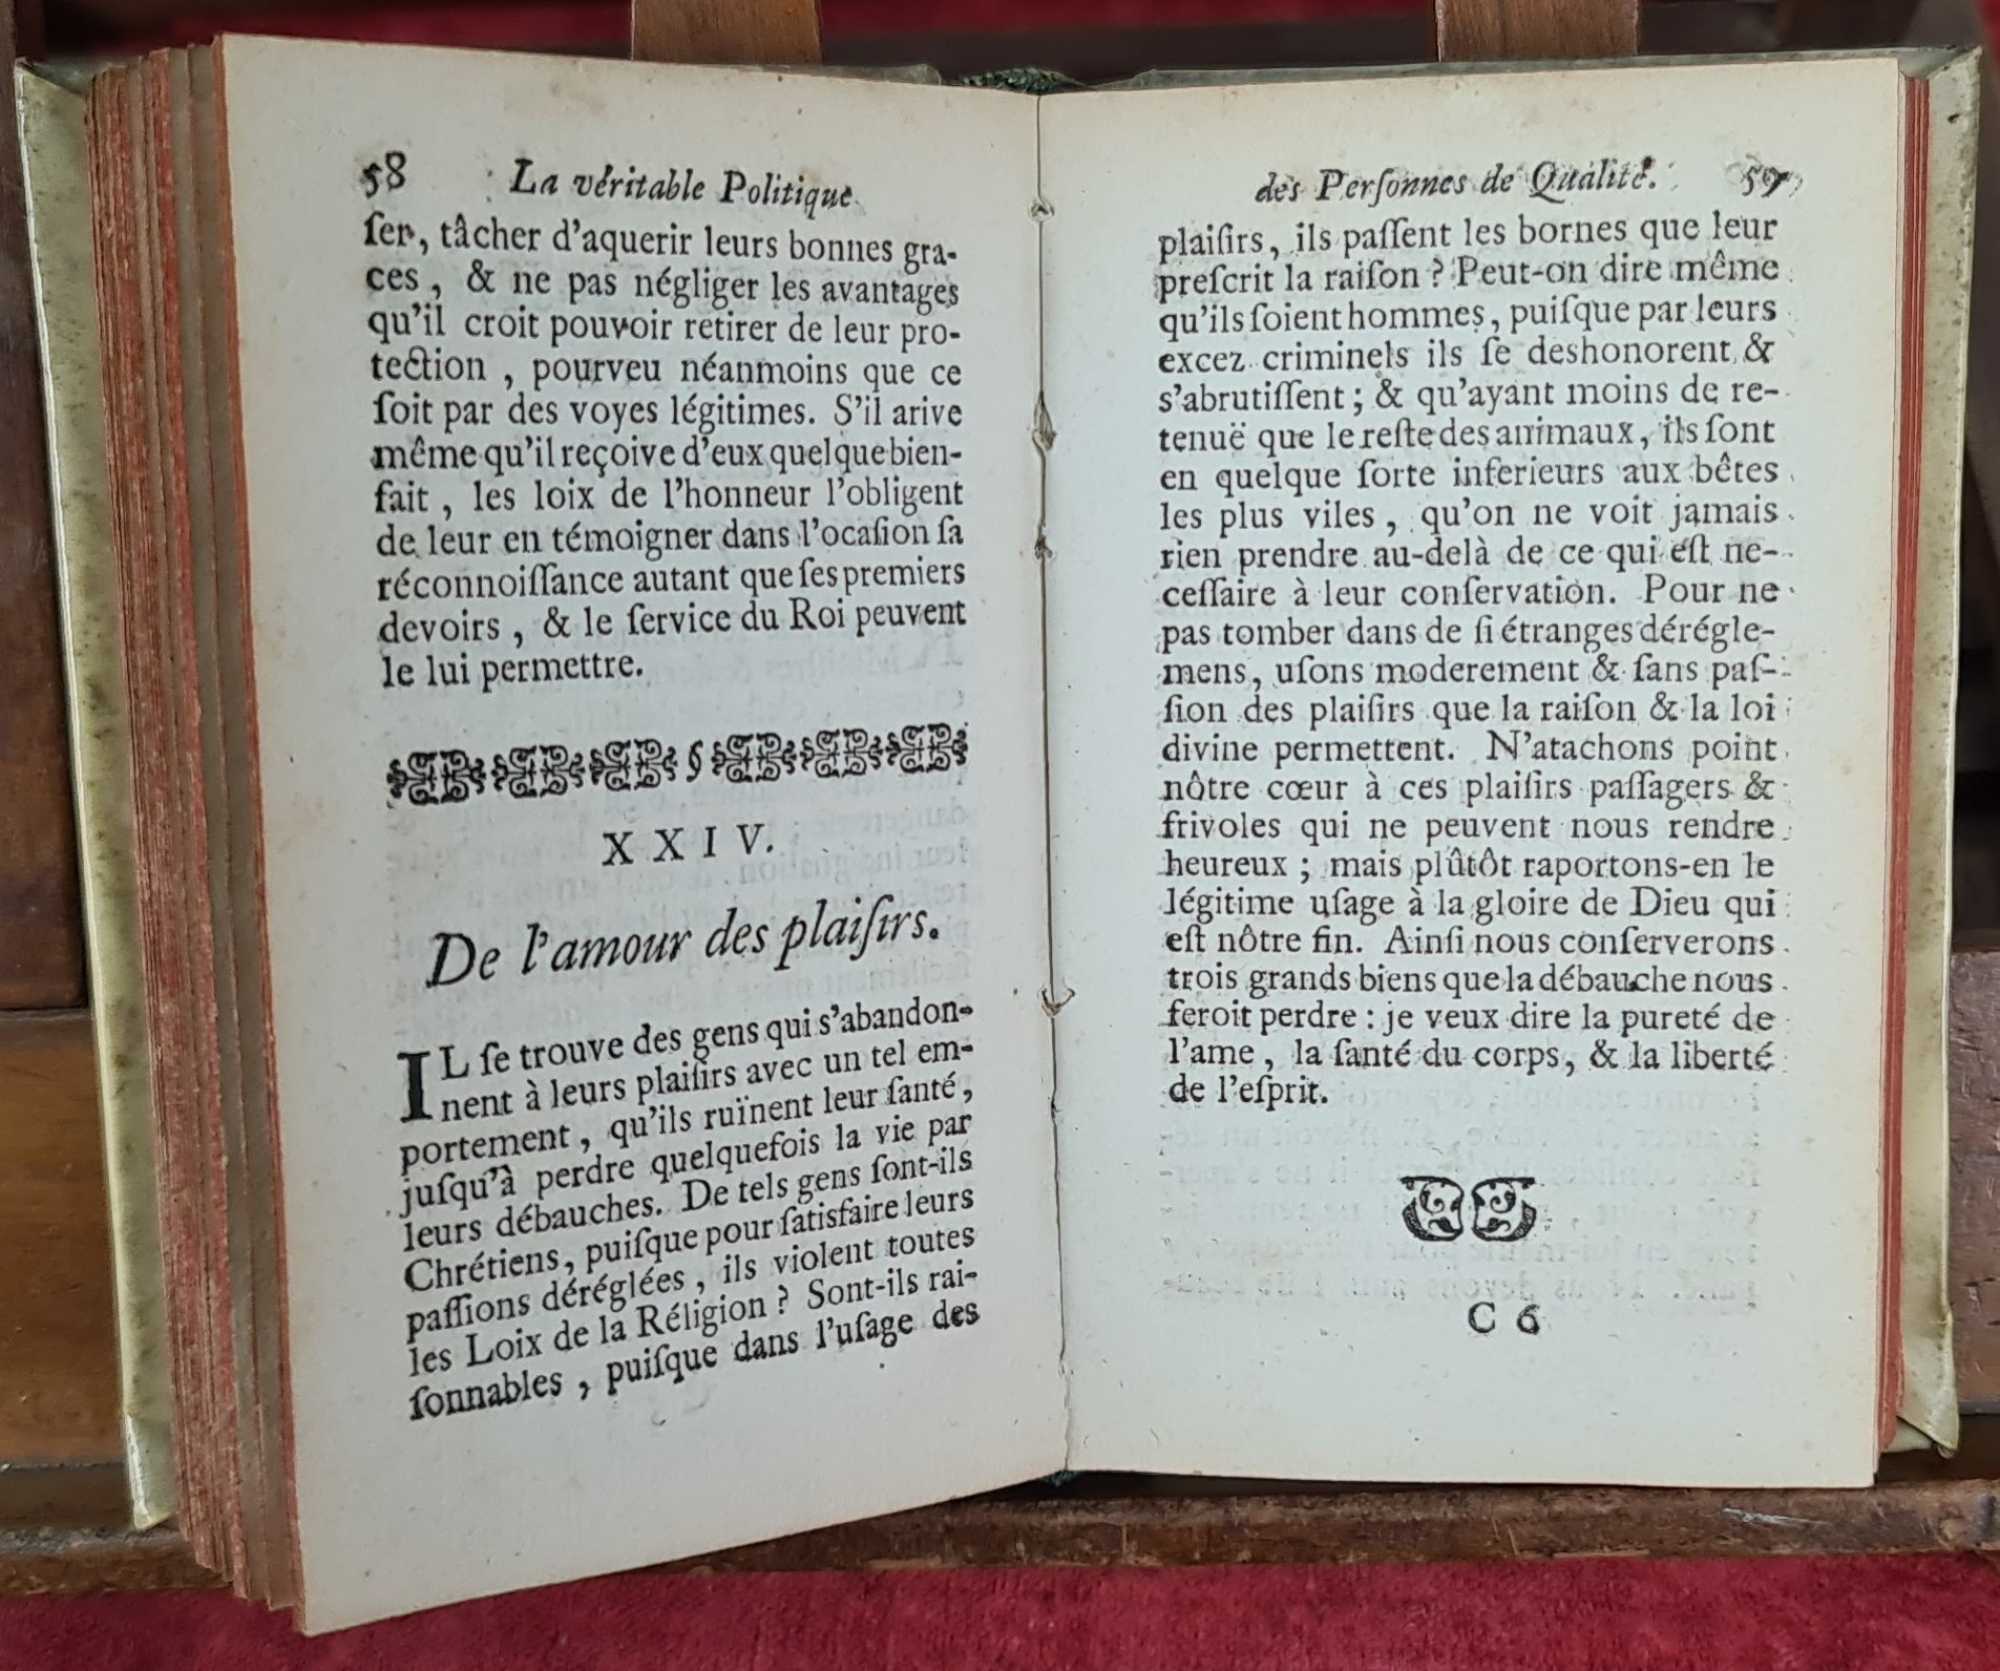 58 La véritable Politique
ſer, tâcher d'aquerir leurs bonnes gra-
ces, & ne pas négliger les avantages
qu'il croit pouvoir retirer de leur pro-
tection, pourveu néanmoins que ce
ſoit par des voyes légitimes. S'il arive
même qu'il reçoive d'eux quelque bien-
fait, les loix de l'honneur l'obligent
de leur en témoigner dans l'ocaſion ſa
réconnoiſſance autant que ſes premiers
devoirs, & le ſervice du Roi peuvent
le lui permettre.
§
XXIV.
De l'amour des plaiſirs.
IL ſe trouve des gens qui s'abandon-
nent à leurs plaiſirs avec un tel em-
portement, qu'ils ruïnent leur ſanté,
juſqu'à perdre quelquefois la vie par
leurs débauches. De tels gens ſont-ils
Chrétiens, puiſque pour ſatisfaire leurs
paſſions déréglées, ils violent toutes
les Loix de la Réligion ? Sont-ils rai-
ſonnables, puiſque dans l'uſage des
des Perſonnes de Qualité. 59
plaiſirs, ils paſſent les bornes que leur
preſcrit la raiſon ? Peut-on dire même
qu'ils ſoient hommes, puiſque par leurs
excez criminels ils ſe deshonorent &
s'abrutiſſent ; & qu'ayant moins de re-
tenuë que le reſte des animaux, ils ſont
en quelque ſorte inferieurs aux bêtes
les plus viles, qu'on ne voit jamais
rien prendre au-delà de ce qui eſt ne-
ceſſaire à leur conſervation. Pour ne
pas tomber dans de ſi étranges dérégle-
mens, uſons moderement & ſans paſ-
ſion des plaiſirs que la raiſon & la loi
divine permettent. N'atachons point
nôtre cœur à ces plaiſirs paſſagers &
frivoles qui ne peuvent nous rendre
heureux ; mais plûtôt raportons-en le
légitime uſage à la gloire de Dieu qui
eſt nôtre fin. Ainſi nous conſerverons
trois grands biens que la débauche nous
feroit perdre : je veux dire la pureté de
l'ame, la ſanté du corps, & la liberté
de l'eſprit.
C 6